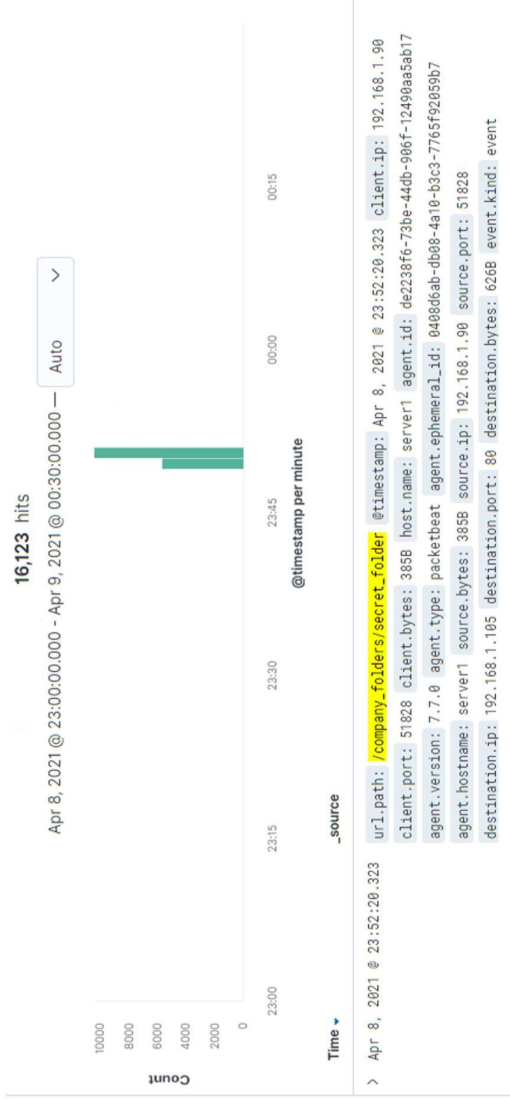 16,123 hits
Apr 8, 2021 @ 23:00:00.000 - Apr 9, 2021 @ 00:30:00.000 — Auto
Count
10000
8000
6000
4000
2000
0
23:00 23:15 23:30 23:45 00:00 00:15
@timestamp per minute
Time _source
> Apr 8, 2021 @ 23:52:20.323 url.path: /company_folders/secret_folder @timestamp: Apr 8, 2021 @ 23:52:20.323 client.ip: 192.168.1.90
client.port: 51828 client.bytes: 385B host.name: server1 agent.id: de2238f6-73be-44db-906f-12490aa5ab17
agent.version: 7.7.0 agent.type: packetbeat agent.ephemeral_id: 0408d6ab-db08-4a10-b3c3-7765f92059b7
agent.hostname: server1 source.bytes: 385B source.ip: 192.168.1.90 source.port: 51828
destination.ip: 192.168.1.105 destination.port: 80 destination.bytes: 626B event.kind: event